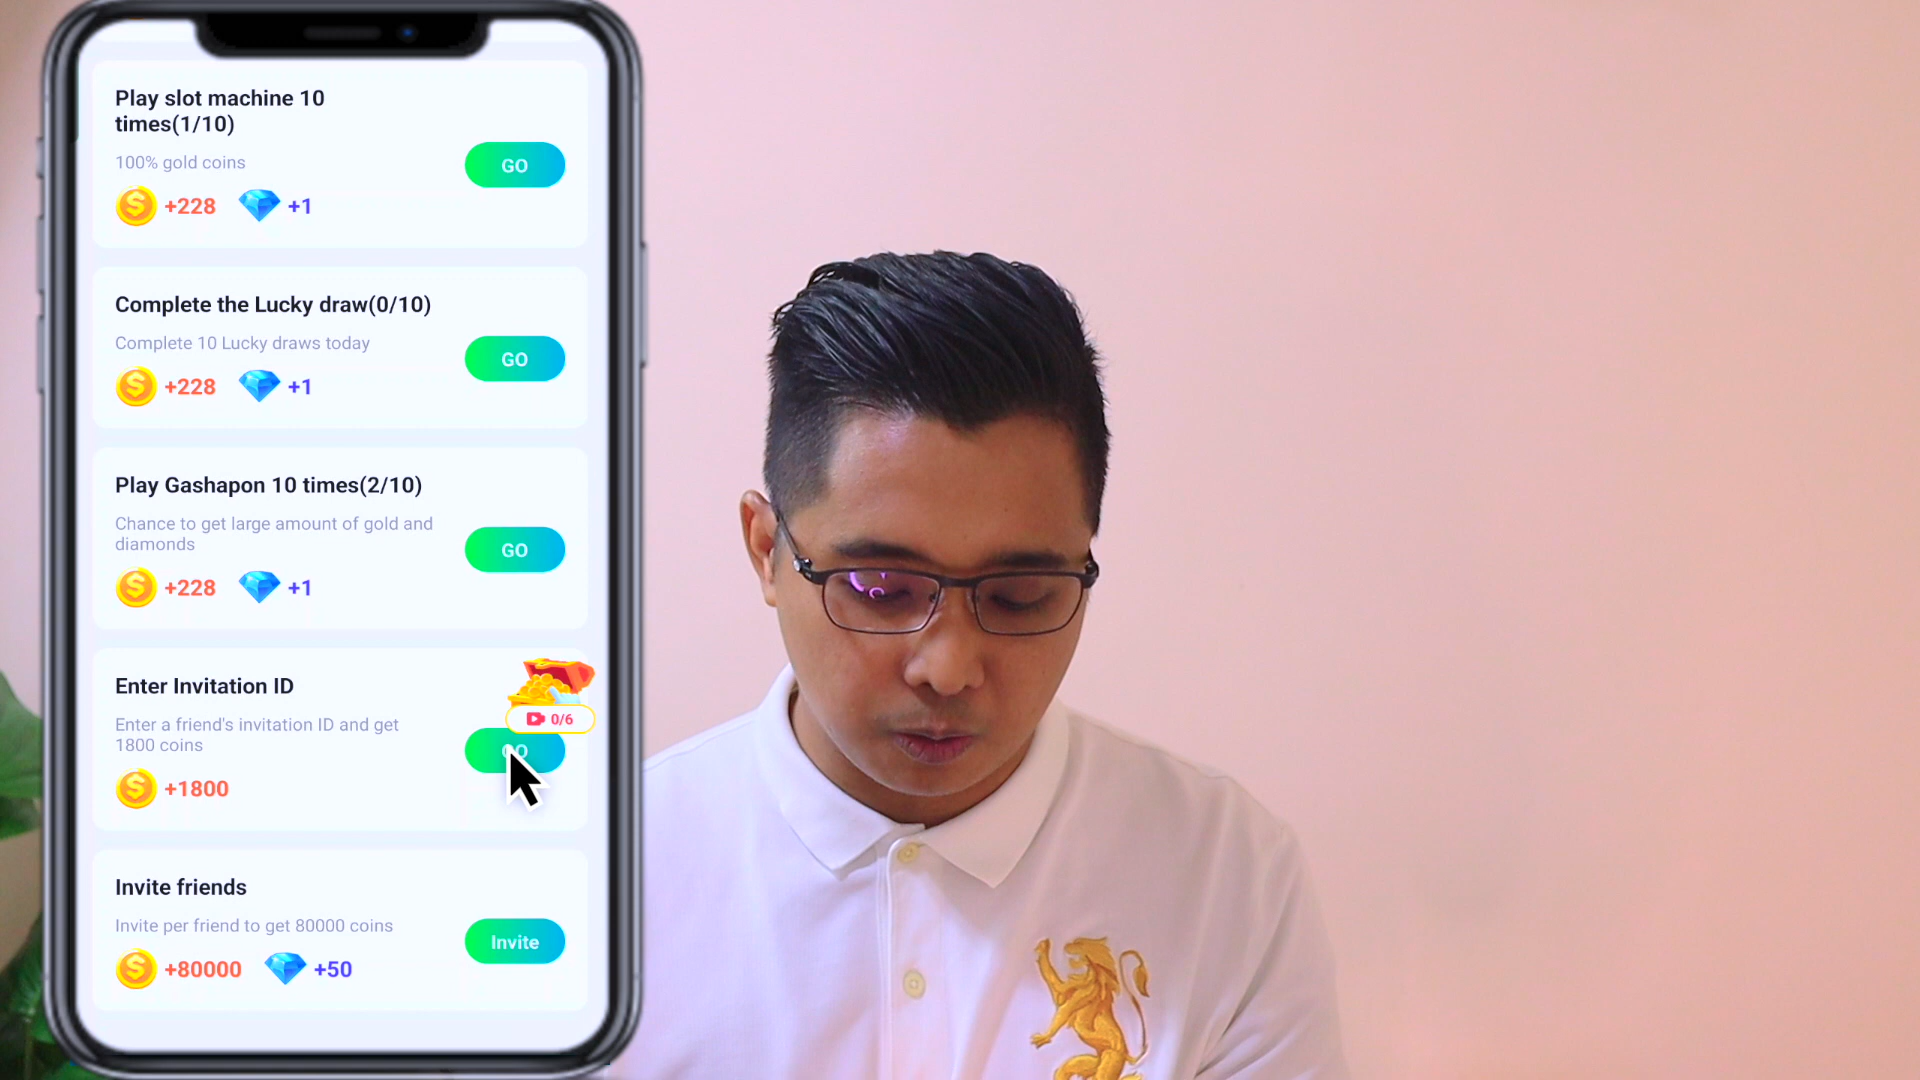 Play slot machine 10
times(1/10)
100% gold coins
GO
+228 +1
Complete the Lucky draw(0/10)
Complete 10 Lucky draws today
GO
+228 +1
Play Gashapon 10 times(2/10)
Chance to get large amount of gold and
diamonds
GO
+228 +1
Enter Invitation ID
0/6
Enter a friend's invitation ID and get
1800 coins
GO
+1800
Invite friends
Invite per friend to get 80000 coins
Invite
+80000 +50